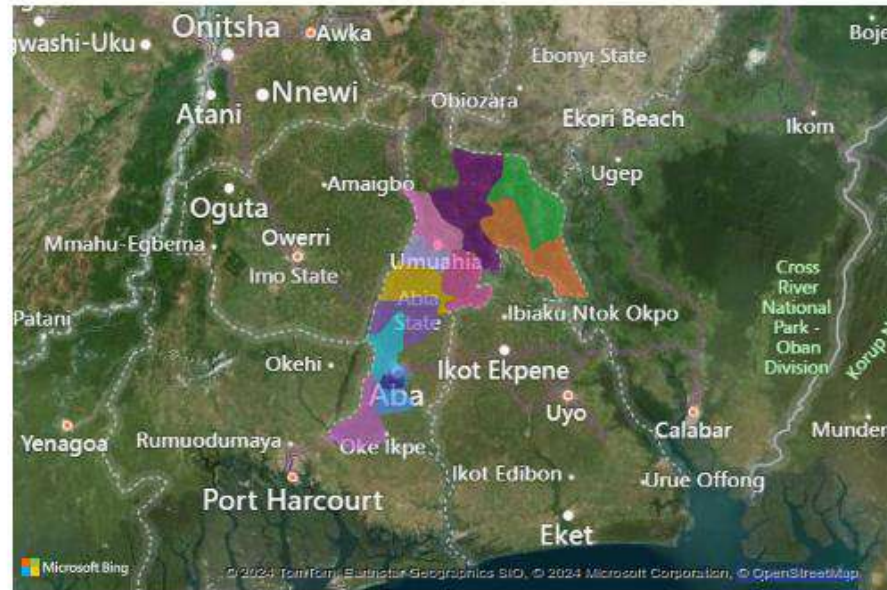 gwashi-Uku
Onitsha
Awka
Boje
Ebonyi State
Nnewi
Atani
Obiozara
Ekori Beach
Ikom
Ugep
Amaigbo
Oguta
Mmahu-Egbema
Owerri
Imo State
Umuahia
Cross
River
National
Park -
Oban
Division
Abia
State
Patani
Ibiaku Ntok Okpo
Korup
Okehi
Ikot Ekpene
Aba
Uyo
Yenagoa
Rumuodumaya
Oke Ikpe
Calabar
Munder
Ikot Edibon
Urue Offong
Port Harcourt
Eket
Microsoft Bing
© 2024 TomTom, Earthstar Geographics SIO, © 2024 Microsoft Corporation, © OpenStreetMap